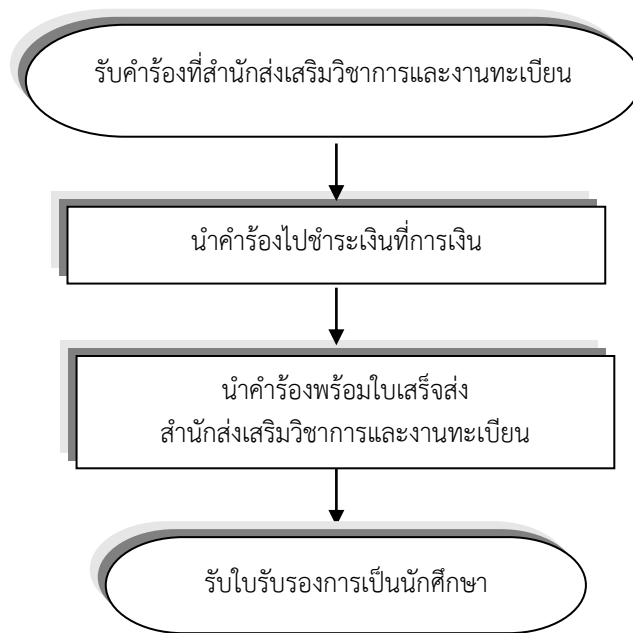 รับคำร้องที่สำนักส่งเสริมวิชาการและงานทะเบียน
นำคำร้องไปชำระเงินที่การเงิน
นำคำร้องพร้อมใบเสร็จส่ง
สำนักส่งเสริมวิชาการและงานทะเบียน
รับใบรับรองการเป็นนักศึกษา